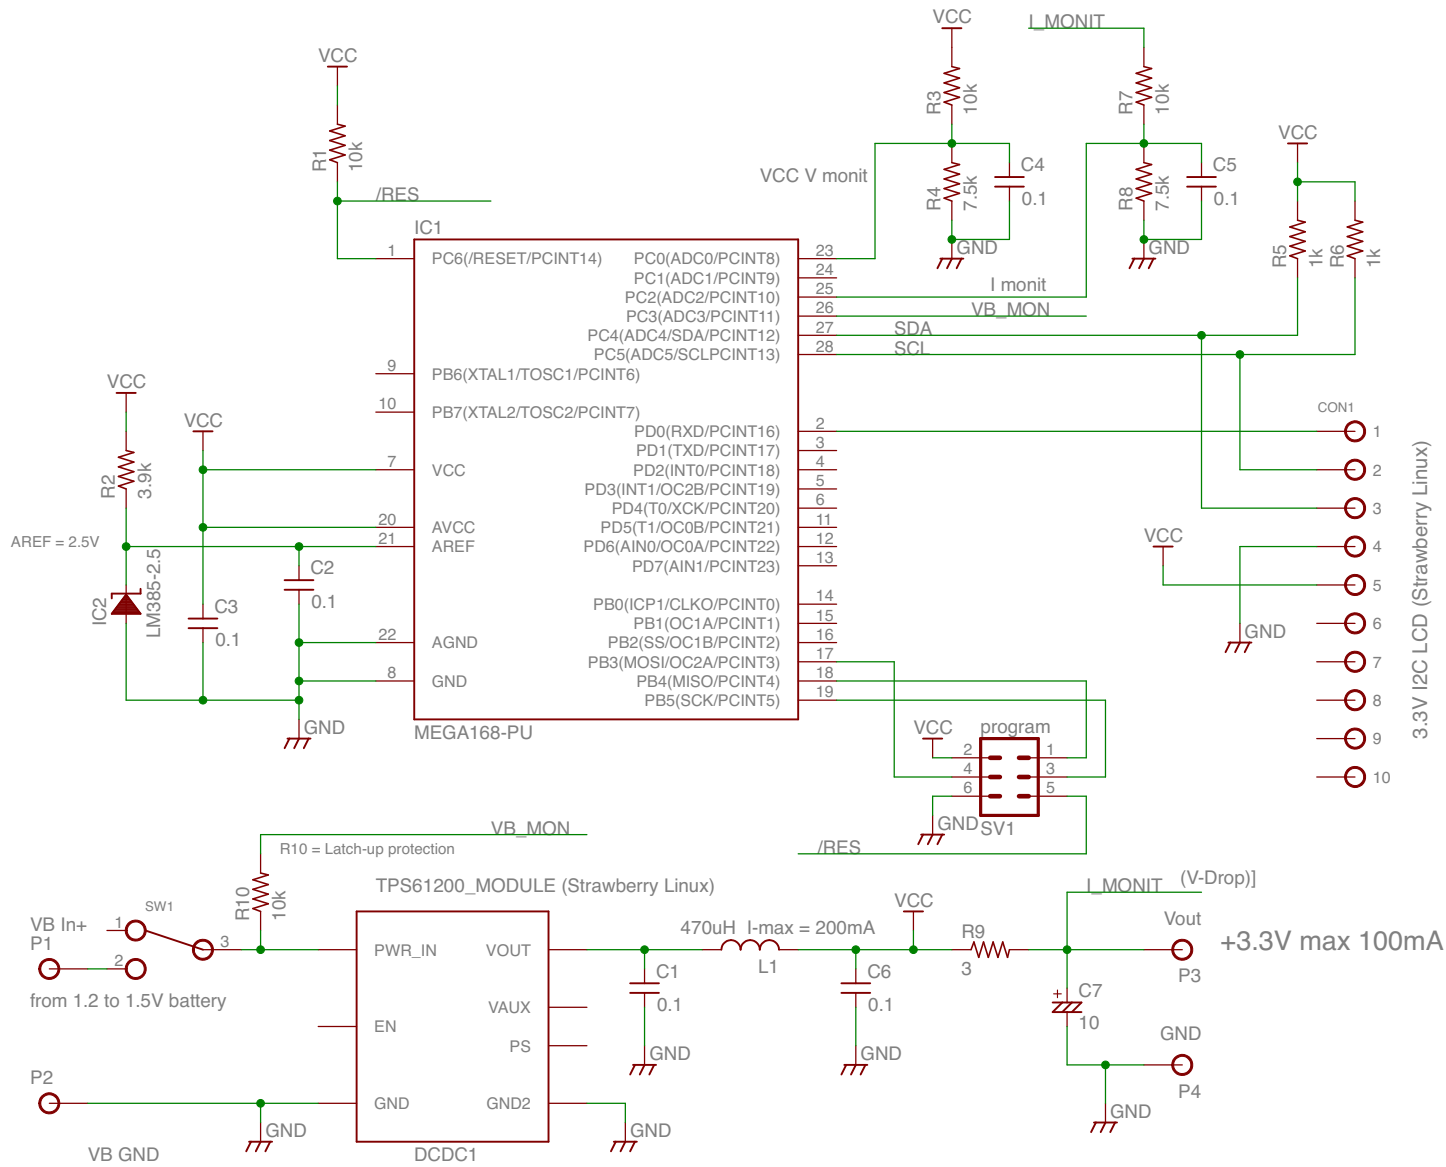 VCC
I_MONIT
VCC
R3
10k
R7
10k
R1
10k
VCC
VCC V monit
R4
7.5k
C4
0.1
R8
7.5k
C5
0.1
/RES
GND
GND
R5
1k
R6
1k
IC1
1
PC6(/RESET/PCINT14)
PC0(ADC0/PCINT8)
23
PC1(ADC1/PCINT9)
24
PC2(ADC2/PCINT10)
25
I monit
PC3(ADC3/PCINT11)
26
VB_MON
PC4(ADC4/SDA/PCINT12)
27
SDA
PC5(ADC5/SCLPCINT13)
28
SCL
9
PB6(XTAL1/TOSC1/PCINT6)
10
PB7(XTAL2/TOSC2/PCINT7)
VCC
VCC
R2
3.9k
PD0(RXD/PCINT16)
2
PD1(TXD/PCINT17)
3
7
VCC
PD2(INT0/PCINT18)
4
PD3(INT1/OC2B/PCINT19)
5
PD4(T0/XCK/PCINT20)
6
20
AVCC
PD5(T1/OC0B/PCINT21)
11
AREF = 2.5V
21
AREF
PD6(AIN0/OC0A/PCINT22)
12
PD7(AIN1/PCINT23)
13
IC2
LM385-2.5
C3
0.1
C2
0.1
PB0(ICP1/CLKO/PCINT0)
14
PB1(OC1A/PCINT1)
15
22
AGND
PB2(SS/OC1B/PCINT2)
16
PB3(MOSI/OC2A/PCINT3)
17
8
GND
PB4(MISO/PCINT4)
18
PB5(SCK/PCINT5)
19
GND
MEGA168-PU
CON1
1
2
3
4
5
6
7
8
9
10
3.3V I2C LCD (Strawberry Linux)
VCC
GND
VCC
program
2
1
4
3
6
5
GND
SV1
/RES
VB_MON
R10 = Latch-up protection
R10
10k
TPS61200_MODULE (Strawberry Linux)
SW1
VB In+
P1
1
2
3
from 1.2 to 1.5V battery
PWR_IN
VOUT
VAUX
EN
PS
GND
GND2
DCDC1
P2
VB GND
GND
GND
470uH I-max = 200mA
L1
C1
0.1
GND
C6
0.1
GND
VCC
R9
3
I_MONIT
(V-Drop)]
Vout
P3
+3.3V max 100mA
+
C7
10
GND
P4
GND